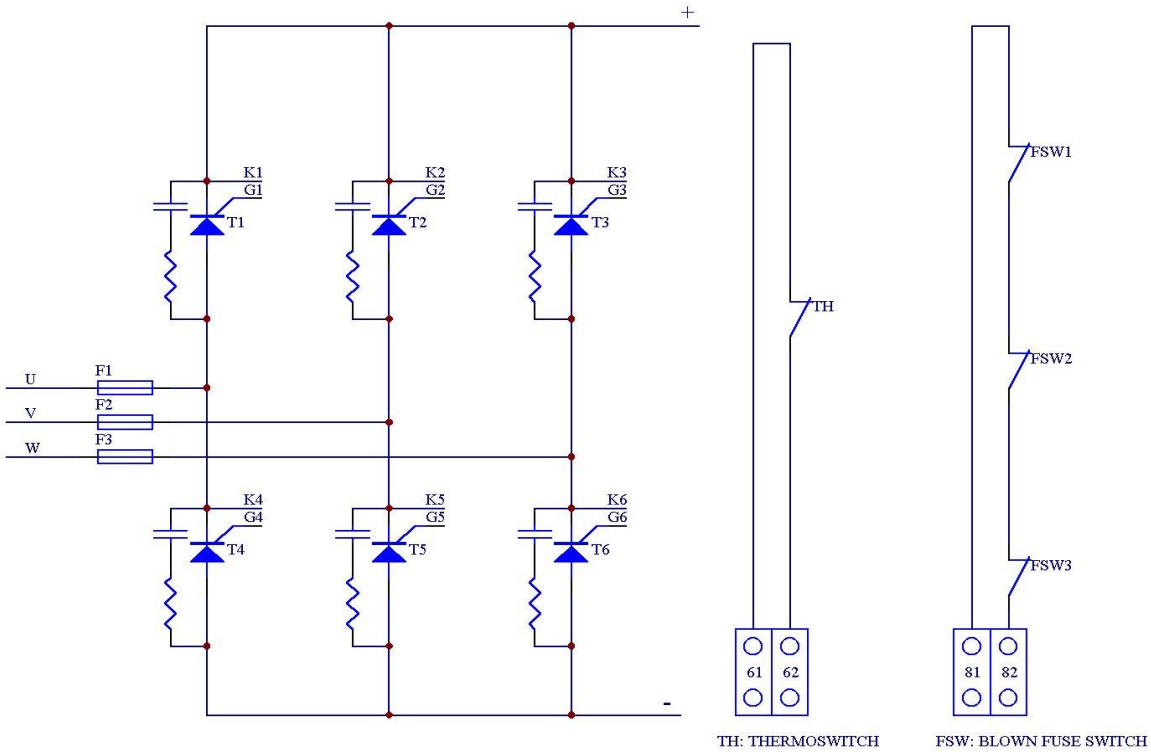 +
K1
G1
T1
K2
G2
T2
K3
G3
T3
U
F1
V
F2
W
F3
K4
G4
T4
K5
G5
T5
K6
G6
T6
-
TH
61 62
TH: THERMOSWITCH
FSW1
FSW2
FSW3
81 82
FSW: BLOWN FUSE SWITCH